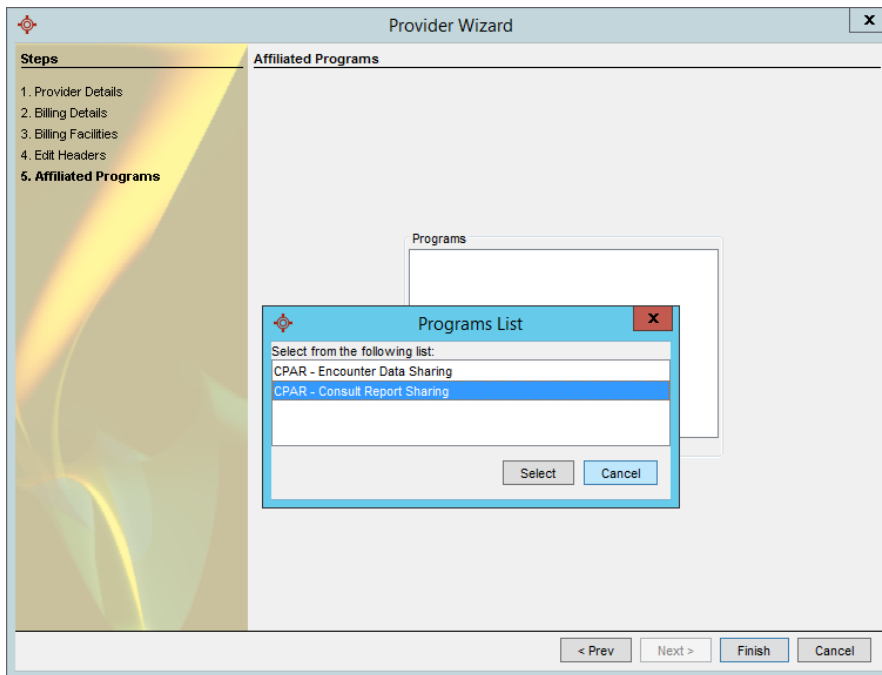 Provider Wizard
X
Steps
1. Provider Details
2. Billing Details
3. Billing Facilities
4. Edit Headers
5. Affiliated Programs
Affiliated Programs
Programs
Programs List
X
Select from the following list:
CPAR - Encounter Data Sharing
CPAR - Consult Report Sharing
Select
Cancel
< Prev
Next >
Finish
Cancel